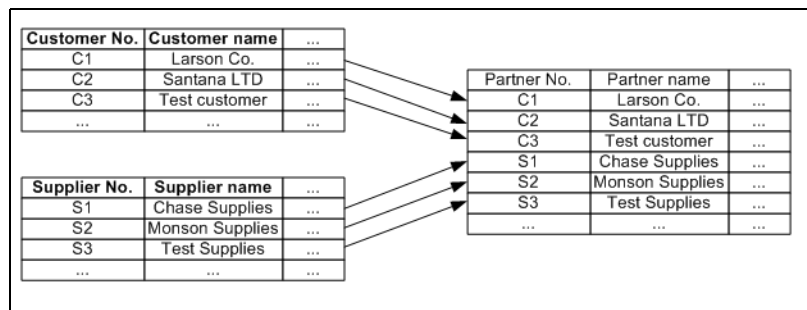 Customer No. Customer name ...
C1 Larson Co. ...
C2 Santana LTD ...
C3 Test customer ...
... ... ...
Supplier No. Supplier name ...
S1 Chase Supplies ...
S2 Monson Supplies ...
S3 Test Supplies ...
... ... ...
Partner No. Partner name ...
C1 Larson Co. ...
C2 Santana LTD ...
C3 Test customer ...
S1 Chase Supplies ...
S2 Monson Supplies ...
S3 Test Supplies ...
... ... ...